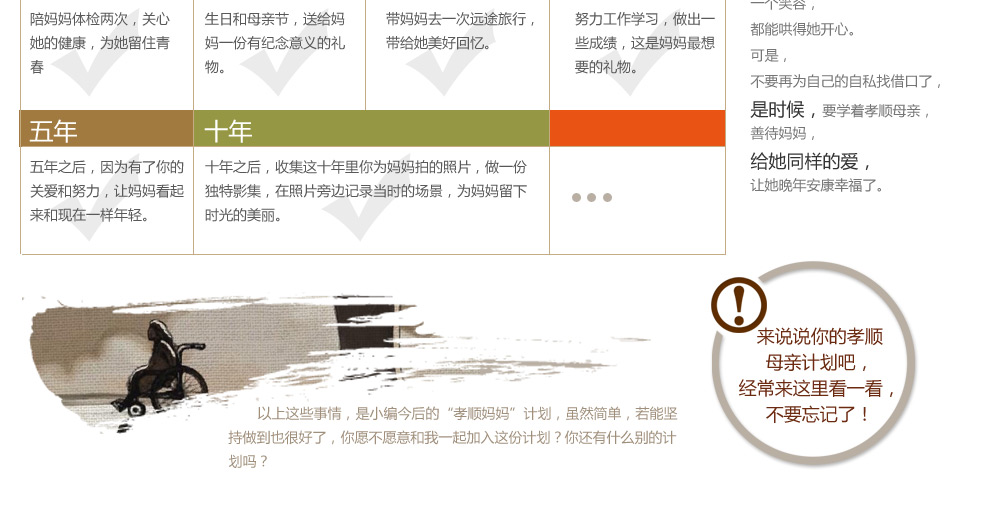 陪妈妈体检两次，关心
她的健康，为她留住青
春
生日和母亲节，送给妈
妈一份有纪念意义的礼
物。
带妈妈去一次远途旅行，
带给她美好回忆。
努力工作学习，做出一
些成绩，这是妈妈最想
要的礼物。
五年
十年
五年之后，因为有了你的
关爱和努力，让妈妈看起
来和现在一样年轻。
十年之后，收集这十年里你为妈妈拍的照片，做一份
独特影集，在照片旁边记录当时的场景，为妈妈留下
时光的美丽。
一个笑容，
都能哄得她开心。
可是，
不要再为自己的自私找借口了，
是时候，要学着孝顺母亲，
善待妈妈，
给她同样的爱，
让她晚年安康幸福了。
来说说你的孝顺
母亲计划吧，
经常来这里看一看，
不要忘记了！
以上这些事情，是小编今后的“孝顺妈妈”计划，虽然简单，若能坚
持做到也很好了，你愿不愿意和我一起加入这份计划？你还有什么别的计
划吗？